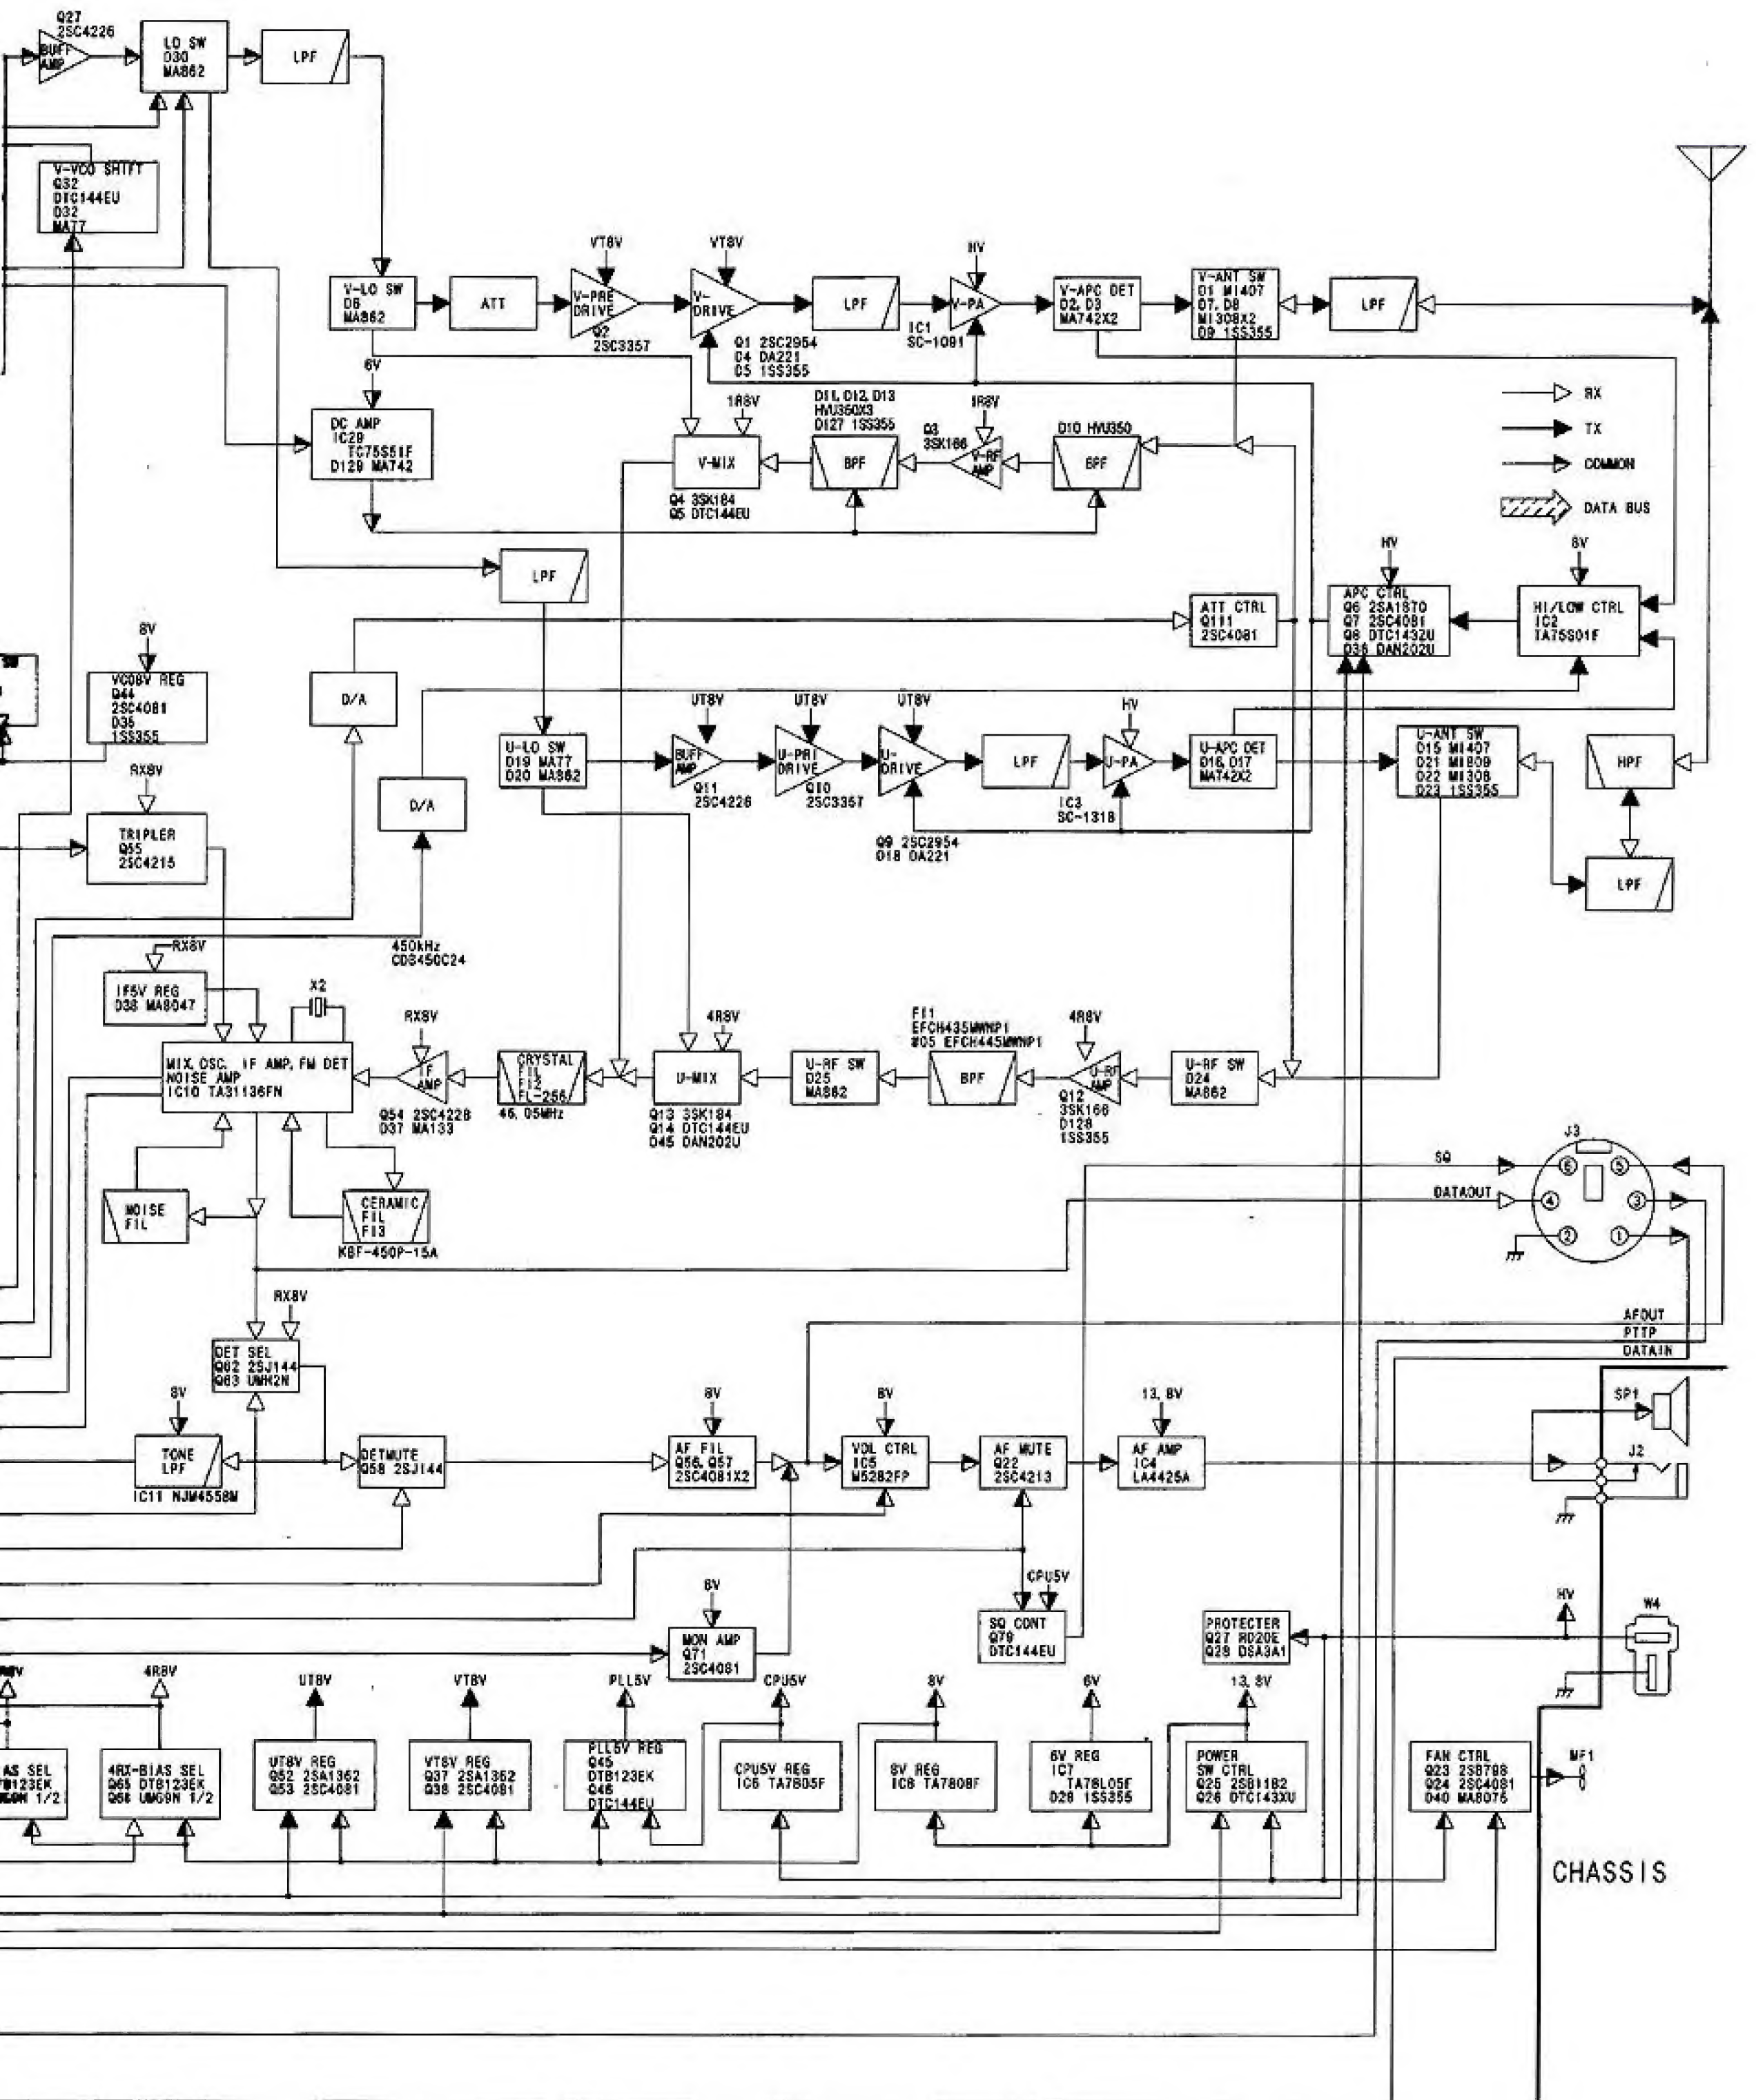 Q27
2SC4226
BUFF
AMP
LO SW
D30
MA862
LPF
V-VCO SHIFT
Q32
DTC144EU
D32
MA77
V-LO SW
D6
MA862
ATT
VT8V
V-PRE
DRIVE
Q2
2SC3357
VT8V
V-
DRIVE
Q1 2SC2954
D4 DA221
D5 1SS355
LPF
HV
V-PA
IC1
SC-1091
V-APC DET
D2, D3
MA742X2
V-ANT SW
D1 MI407
D7, D8
MI308X2
D9 1SS355
LPF
6V
DC AMP
IC29
TC75S51F
D129 MA742
1R8V
V-MIX
Q4 3SK184
Q5 DTC144EU
D11, D12, D13
HVU350X3
D127 1SS355
BPF
1R8V
Q3
3SK166
V-RF
AMP
D10 HVU350
BPF
RX
TX
COMMON
DATA BUS
LPF
ATT CTRL
Q111
2SC4081
HV
APC CTRL
Q6 2SA1870
Q7 2SC4081
Q8 DTC143ZU
D36 DAN202U
8V
HI/LOW CTRL
IC2
TA75S01F
8V
VCO8V REG
Q44
2SC4081
D35
1SS355
D/A
D/A
U-LO SW
D19 MA77
D20 MA862
UT8V
BUFF
AMP
Q11
2SC4226
UT8V
U-PRI
DRIVE
Q10
2SC3357
UT8V
U-
DRIVE
Q9 2SC2954
D18 DA221
LPF
HV
U-PA
IC3
SC-1318
U-APC DET
D16, D17
MA742X2
U-ANT SW
D15 MI407
D21 MI809
D22 MI308
D23 1SS355
HPF
LPF
RX8V
TRIPLER
Q55
2SC4215
RX8V
IF5V REG
D38 MA8047
X2
450kHz
CDB450C24
MIX, OSC, IF AMP, FM DET
NOISE AMP
IC10 TA31136FN
RX8V
IF
AMP
Q54 2SC4228
D37 MA133
CRYSTAL
FIL
FI2
FL-256
46.05MHz
4R8V
U-MIX
Q13 3SK184
Q14 DTC144EU
D45 DAN202U
U-RF SW
D25
MA862
FI1
EFCH435MWNP1
#05 EFCH445MWNP1
BPF
4R8V
U-RF
AMP
Q12
3SK166
D128
1SS355
U-RF SW
D24
MA862
NOISE
FIL
CERAMIC
FIL
FI3
KBF-450P-15A
J3
SQ
DATAOUT
6
5
4
3
2
1
AFOUT
PTTP
DATAIN
RX8V
DET SEL
Q62 2SJ144
Q63 UMH2N
8V
TONE
LPF
IC11 NJM4558M
DETMUTE
Q58 2SJ144
8V
AF FIL
Q56, Q57
2SC4081X2
8V
VOL CTRL
IC5
M5282FP
AF MUTE
Q22
2SC4213
13.8V
AF AMP
IC4
LA4425A
SP1
J2
8V
MON AMP
Q71
2SC4081
CPU5V
SQ CONT
Q79
DTC144EU
PROTECTER
Q27 RD20E
Q28 DSA3A1
HV
W4
4R8V
UT8V
VT8V
PLL5V
CPU5V
8V
6V
13.8V
AS SEL
4RX-BIAS SEL
Q65 DTB123EK
Q66 UMG9N 1/2
UT8V REG
Q52 2SA1362
Q53 2SC4081
VT8V REG
Q37 2SA1362
Q38 2SC4081
PLL5V REG
Q45
DTB123EK
Q46
DTC144EU
CPU5V REG
IC6 TA7805F
8V REG
IC8 TA7808F
6V REG
IC7
TA78L05F
D26 1SS355
POWER
SW CTRL
Q25 2SB1182
Q26 DTC143XU
FAN CTRL
Q23 2SB798
Q24 2SC4081
D40 MA8075
MF1
CHASSIS